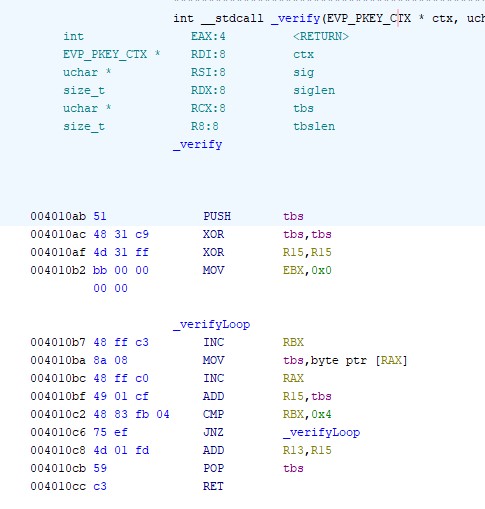 int __stdcall _verify(EVP_PKEY_CTX * ctx, uch
int EAX:4 <RETURN>
EVP_PKEY_CTX * RDI:8 ctx
uchar * RSI:8 sig
size_t RDX:8 siglen
uchar * RCX:8 tbs
size_t R8:8 tbslen
_verify
004010ab 51 PUSH tbs
004010ac 48 31 c9 XOR tbs,tbs
004010af 4d 31 ff XOR R15,R15
004010b2 bb 00 00 MOV EBX,0x0
00 00
_verifyLoop
004010b7 48 ff c3 INC RBX
004010ba 8a 08 MOV tbs,byte ptr [RAX]
004010bc 48 ff c0 INC RAX
004010bf 49 01 cf ADD R15,tbs
004010c2 48 83 fb 04 CMP RBX,0x4
004010c6 75 ef JNZ _verifyLoop
004010c8 4d 01 fd ADD R13,R15
004010cb 59 POP tbs
004010cc c3 RET